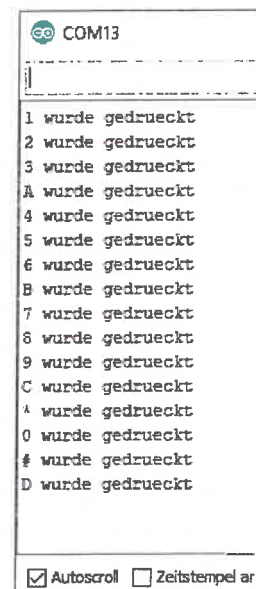 COM13
1 wurde gedrueckt
2 wurde gedrueckt
3 wurde gedrueckt
A wurde gedrueckt
4 wurde gedrueckt
5 wurde gedrueckt
6 wurde gedrueckt
B wurde gedrueckt
7 wurde gedrueckt
8 wurde gedrueckt
9 wurde gedrueckt
C wurde gedrueckt
* wurde gedrueckt
0 wurde gedrueckt
# wurde gedrueckt
D wurde gedrueckt
Autoscroll Zeitstempel an